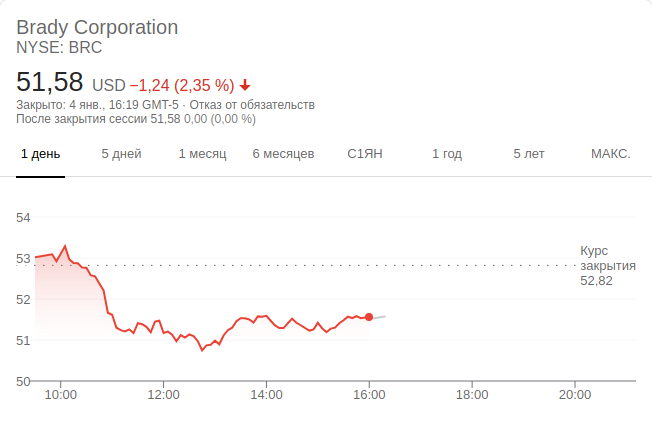 Brady Corporation
NYSE: BRC
51,58 USD −1,24 (2,35 %)
Закрыто: 4 янв., 16:19 GMT-5 · Отказ от обязательств
После закрытия сессии 51,58 0,00 (0,00 %)
1 день 5 дней 1 месяц 6 месяцев С1ЯН 1 год 5 лет МАКС.
54
53
52
51
50
Курс
закрытия
52,82
10:00 12:00 14:00 16:00 18:00 20:00